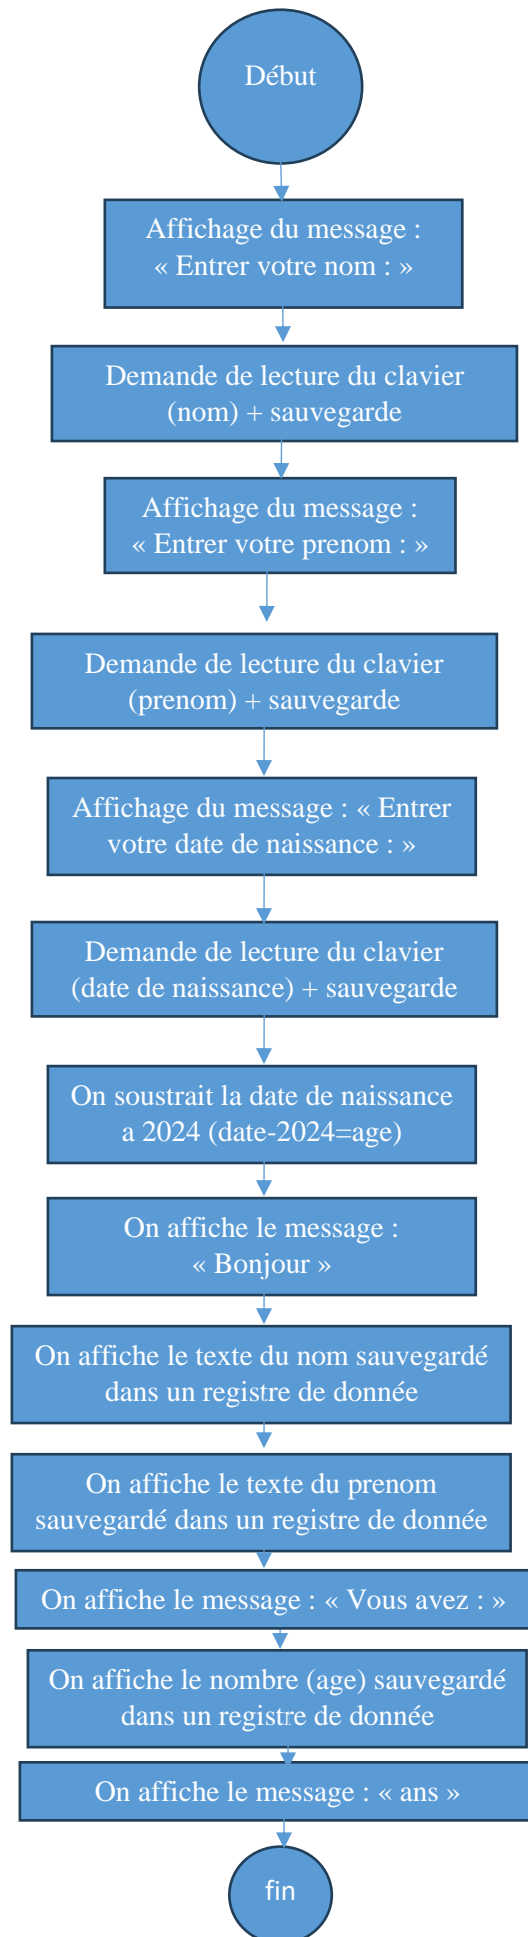 Début
Affichage du message :
« Entrer votre nom : »
Demande de lecture du clavier
(nom) + sauvegarde
Affichage du message :
« Entrer votre prenom : »
Demande de lecture du clavier
(prenom) + sauvegarde
Affichage du message : « Entrer
votre date de naissance : »
Demande de lecture du clavier
(date de naissance) + sauvegarde
On soustrait la date de naissance
a 2024 (date-2024=age)
On affiche le message :
« Bonjour »
On affiche le texte du nom sauvegardé
dans un registre de donnée
On affiche le texte du prenom
sauvegardé dans un registre de donnée
On affiche le message : « Vous avez : »
On affiche le nombre (age) sauvegardé
dans un registre de donnée
On affiche le message : « ans »
fin